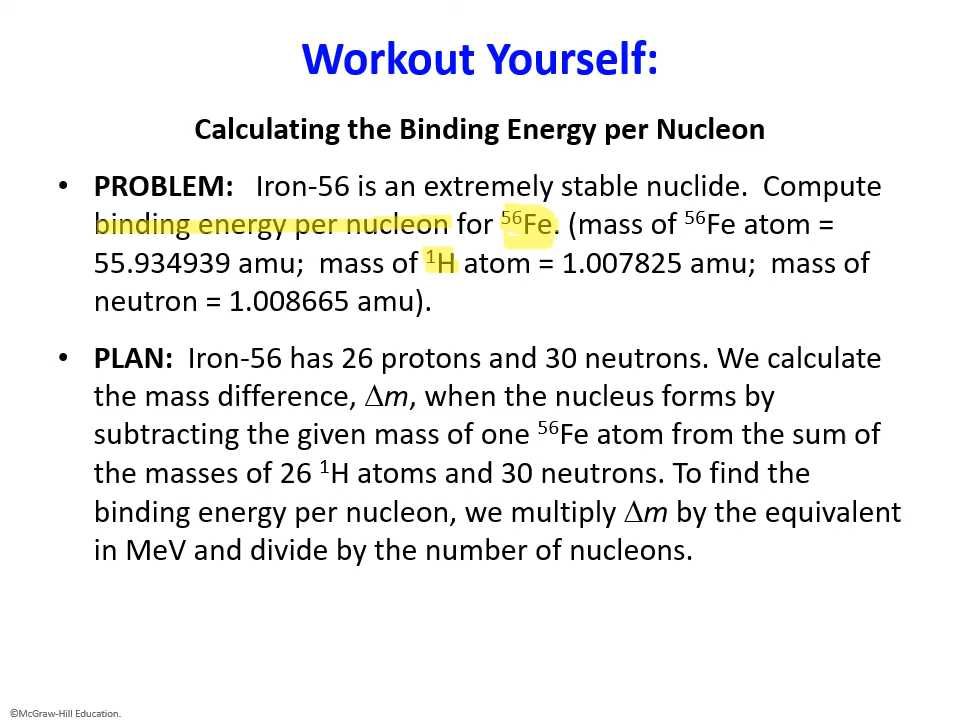 Workout Yourself:
Calculating the Binding Energy per Nucleon
• PROBLEM: Iron-56 is an extremely stable nuclide. Compute
binding energy per nucleon for ⁵⁶Fe. (mass of ⁵⁶Fe atom =
55.934939 amu; mass of ¹H atom = 1.007825 amu; mass of
neutron = 1.008665 amu).
• PLAN: Iron-56 has 26 protons and 30 neutrons. We calculate
the mass difference, Δm, when the nucleus forms by
subtracting the given mass of one ⁵⁶Fe atom from the sum of
the masses of 26 ¹H atoms and 30 neutrons. To find the
binding energy per nucleon, we multiply Δm by the equivalent
in MeV and divide by the number of nucleons.
©McGraw-Hill Education.